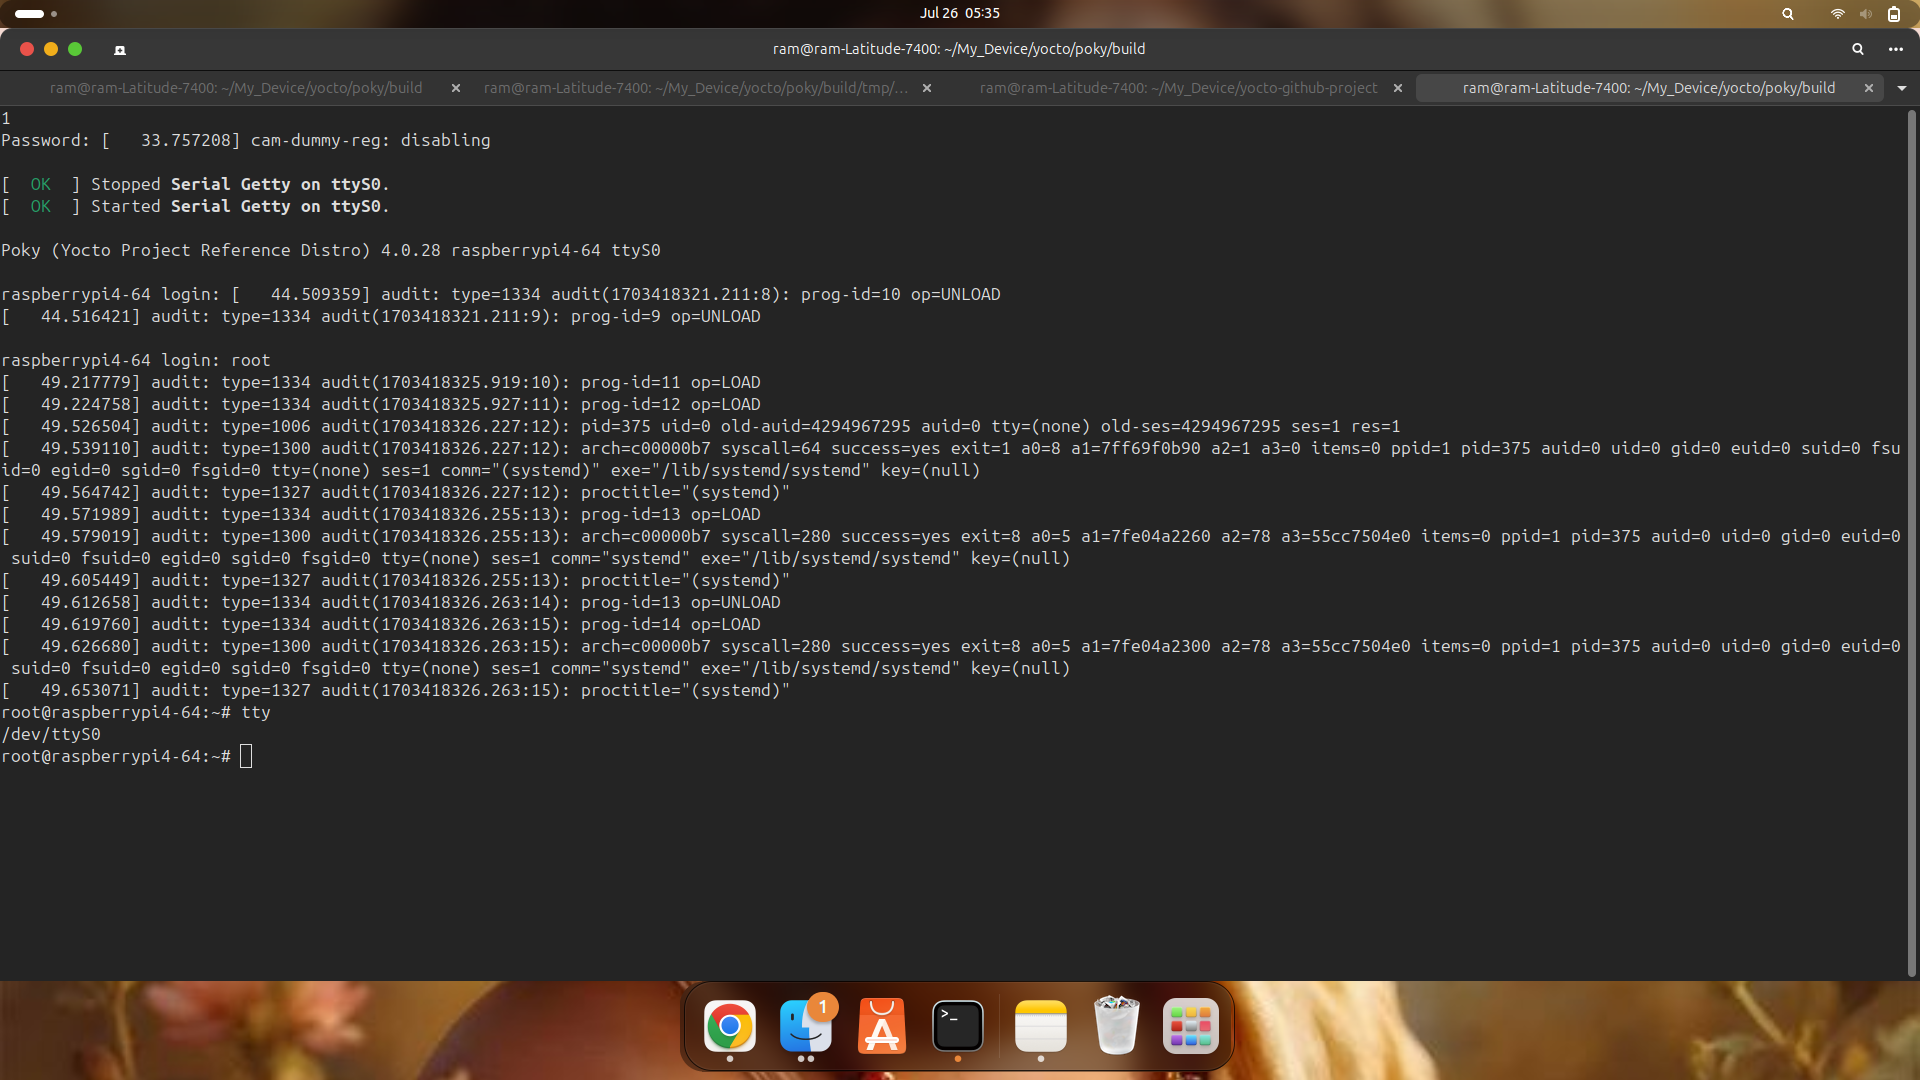 Jul 26 05:35
ram@ram-Latitude-7400: ~/My_Device/yocto/poky/build
ram@ram-Latitude-7400: ~/My_Device/yocto/poky/build
ram@ram-Latitude-7400: ~/My_Device/yocto/poky/build/tmp/...
ram@ram-Latitude-7400: ~/My_Device/yocto-github-project
ram@ram-Latitude-7400: ~/My_Device/yocto/poky/build
1
Password: [   33.757208] cam-dummy-reg: disabling
[  OK  ] Stopped Serial Getty on ttyS0.
[  OK  ] Started Serial Getty on ttyS0.
Poky (Yocto Project Reference Distro) 4.0.28 raspberrypi4-64 ttyS0
raspberrypi4-64 login: [   44.509359] audit: type=1334 audit(1703418321.211:8): prog-id=10 op=UNLOAD
[   44.516421] audit: type=1334 audit(1703418321.211:9): prog-id=9 op=UNLOAD
raspberrypi4-64 login: root
[   49.217779] audit: type=1334 audit(1703418325.919:10): prog-id=11 op=LOAD
[   49.224758] audit: type=1334 audit(1703418325.927:11): prog-id=12 op=LOAD
[   49.526504] audit: type=1006 audit(1703418326.227:12): pid=375 uid=0 old-auid=4294967295 auid=0 tty=(none) old-ses=4294967295 ses=1 res=1
[   49.539110] audit: type=1300 audit(1703418326.227:12): arch=c00000b7 syscall=64 success=yes exit=1 a0=8 a1=7ff69f0b90 a2=1 a3=0 items=0 ppid=1 pid=375 auid=0 uid=0 gid=0 euid=0 suid=0 fsu
id=0 egid=0 sgid=0 fsgid=0 tty=(none) ses=1 comm="(systemd)" exe="/lib/systemd/systemd" key=(null)
[   49.564742] audit: type=1327 audit(1703418326.227:12): proctitle="(systemd)"
[   49.571989] audit: type=1334 audit(1703418326.255:13): prog-id=13 op=LOAD
[   49.579019] audit: type=1300 audit(1703418326.255:13): arch=c00000b7 syscall=280 success=yes exit=8 a0=5 a1=7fe04a2260 a2=78 a3=55cc7504e0 items=0 ppid=1 pid=375 auid=0 uid=0 gid=0 euid=0
 suid=0 fsuid=0 egid=0 sgid=0 fsgid=0 tty=(none) ses=1 comm="systemd" exe="/lib/systemd/systemd" key=(null)
[   49.605449] audit: type=1327 audit(1703418326.255:13): proctitle="(systemd)"
[   49.612658] audit: type=1334 audit(1703418326.263:14): prog-id=13 op=UNLOAD
[   49.619760] audit: type=1334 audit(1703418326.263:15): prog-id=14 op=LOAD
[   49.626680] audit: type=1300 audit(1703418326.263:15): arch=c00000b7 syscall=280 success=yes exit=8 a0=5 a1=7fe04a2300 a2=78 a3=55cc7504e0 items=0 ppid=1 pid=375 auid=0 uid=0 gid=0 euid=0
 suid=0 fsuid=0 egid=0 sgid=0 fsgid=0 tty=(none) ses=1 comm="systemd" exe="/lib/systemd/systemd" key=(null)
[   49.653071] audit: type=1327 audit(1703418326.263:15): proctitle="(systemd)"
root@raspberrypi4-64:~# tty
/dev/ttyS0
root@raspberrypi4-64:~#
1
>_